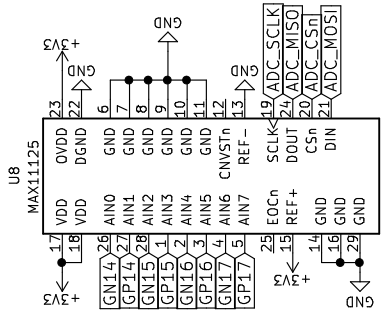 U8
MAX11125
+3V3
GND
GND
GND
ADC_SCLK
ADC_MISO
ADC_CSn
ADC_MOSI
23 OVDD
22 DGND
6 GND
7 GND
8 GND
9 GND
10 GND
11 GND
12 CNVSTn
13 REF-
19 SCLK
24 DOUT
20 CSn
21 DIN
17 VDD
18 VDD
26 AIN0
27 AIN1
28 AIN2
1 AIN3
2 AIN4
3 AIN5
4 AIN6
5 AIN7
25 EOCn
15 REF+
14 GND
16 GND
29 GND
+3V3
GN14
GP14
GN15
GP15
GN16
GP16
GN17
GP17
+3V3
GND